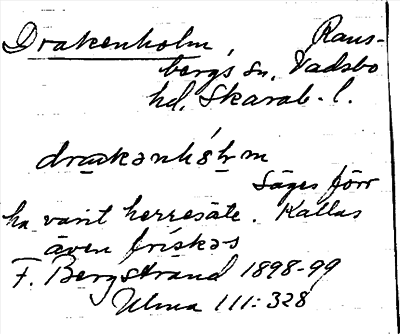 Drakenholm, Rans-
bergs sn, Vadsbo
hd, Skarab. l.
drackənhólm
Säges förr
ha varit herresäte. Kallas
även friskəs
F. Bergstrand 1898-99
Ulma 111:328